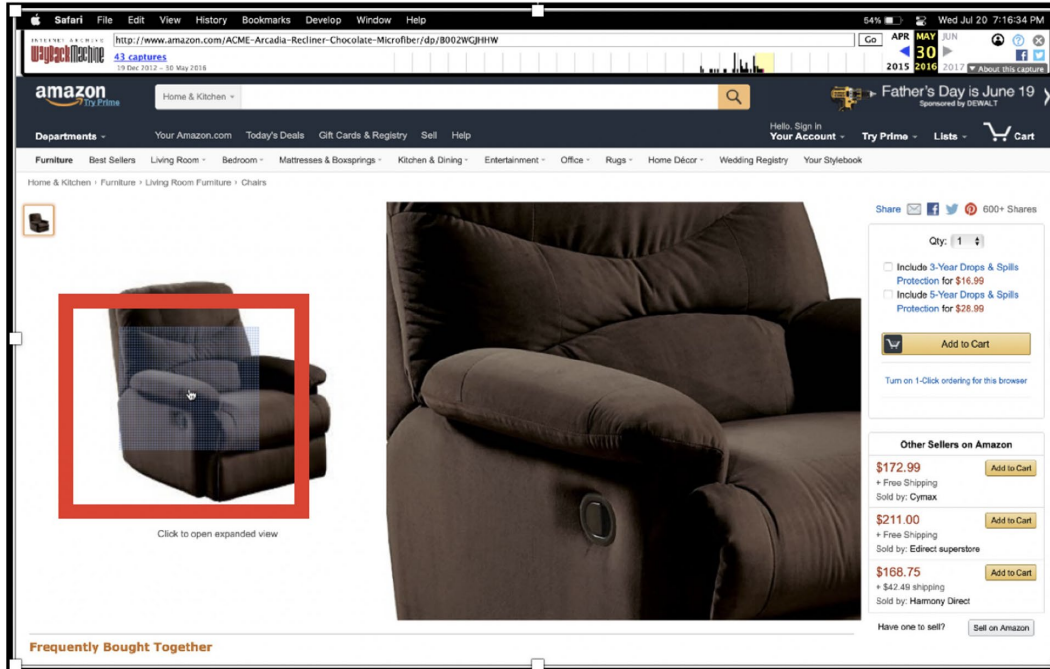 Safari File Edit View History Bookmarks Develop Window Help 54% Wed Jul 20 7:16:34 PM
INTERNET ARCHIVE
WayBackMachine
http://www.amazon.com/ACME-Arcadia-Recliner-Chocolate-Microfiber/dp/B002WGJHHW Go APR MAY JUN
43 captures 30
19 Dec 2012 – 30 May 2016 2015 2016 2017 About this capture
amazon Try Prime
Home & Kitchen
Father's Day is June 19
Sponsored by DEWALT
Departments Your Amazon.com Today's Deals Gift Cards & Registry Sell Help
Hello. Sign in
Your Account Try Prime Lists Cart
Furniture Best Sellers Living Room Bedroom Mattresses & Boxsprings Kitchen & Dining Entertainment Office Rugs Home Décor Wedding Registry Your Stylebook
Home & Kitchen › Furniture › Living Room Furniture › Chairs
Share 600+ Shares
Qty: 1
Include 3-Year Drops & Spills
Protection for $16.99
Include 5-Year Drops & Spills
Protection for $28.99
Add to Cart
Turn on 1-Click ordering for this browser
Click to open expanded view
Other Sellers on Amazon
$172.99 Add to Cart
+ Free Shipping
Sold by: Cymax
$211.00 Add to Cart
+ Free Shipping
Sold by: Edirect superstore
$168.75 Add to Cart
+ $42.49 shipping
Sold by: Harmony Direct
Have one to sell? Sell on Amazon
Frequently Bought Together